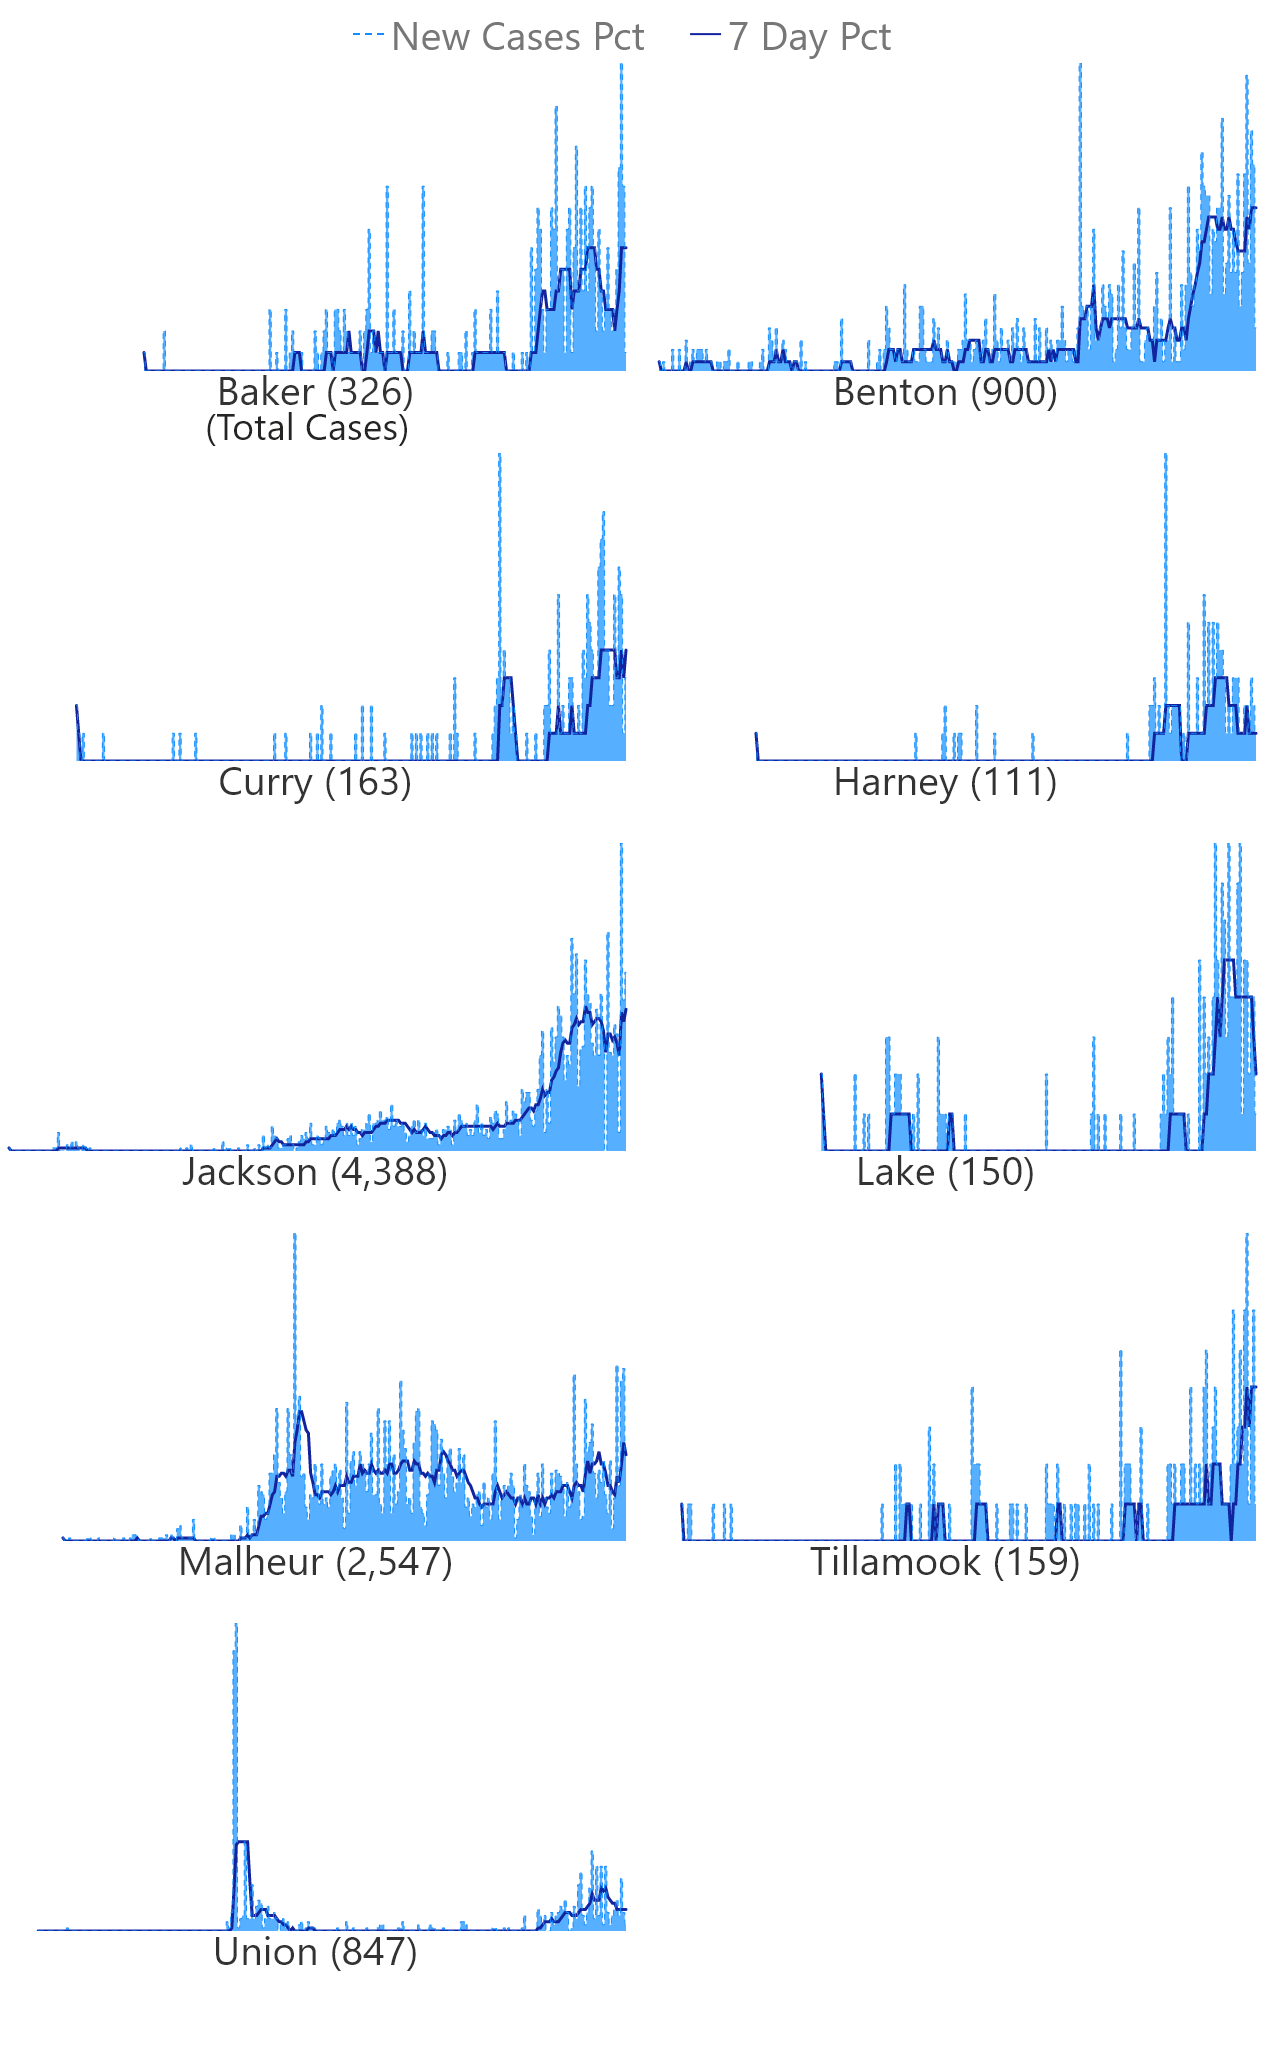 New Cases Pct 7 Day Pct
Baker (326)
(Total Cases)
Benton (900)
Curry (163)
Harney (111)
Jackson (4,388)
Lake (150)
Malheur (2,547)
Tillamook (159)
Union (847)